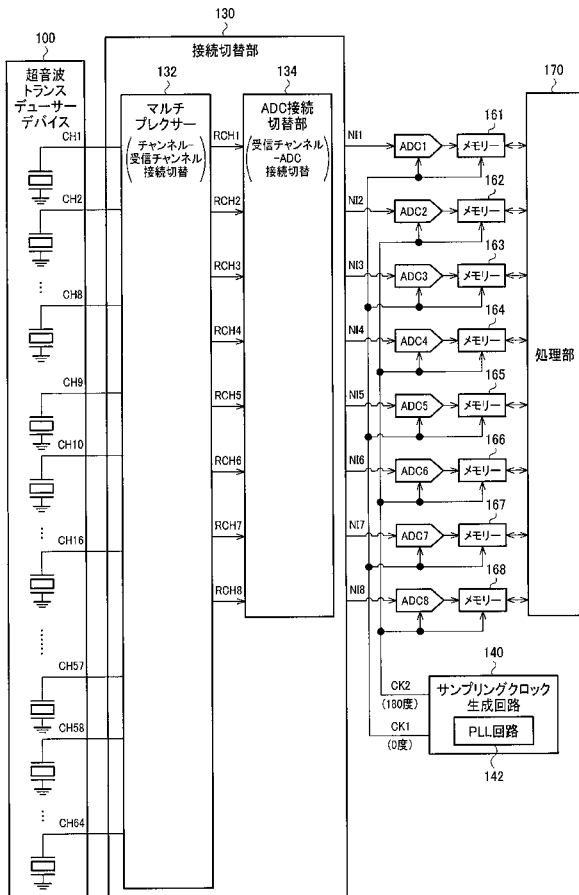 130
接続切替部
100
超音波
トランス
デューサー
デバイス
132
マルチ
プレクサー
(チャンネル-
受信チャンネル
接続切替)
134
ADC接続
切替部
(受信チャンネル
-ADC
接続切替)
170
処理部
CH1
CH2
⋯
CH8
CH9
CH10
⋯
CH16
⋯⋯
CH57
CH58
⋯
CH64
RCH1
RCH2
RCH3
RCH4
RCH5
RCH6
RCH7
RCH8
NI1
NI2
NI3
NI4
NI5
NI6
NI7
NI8
ADC1
ADC2
ADC3
ADC4
ADC5
ADC6
ADC7
ADC8
161
メモリー
162
メモリー
163
メモリー
164
メモリー
165
メモリー
166
メモリー
167
メモリー
168
メモリー
CK2
(180度)
CK1
(0度)
140
サンプリングクロック
生成回路
PLL回路
142